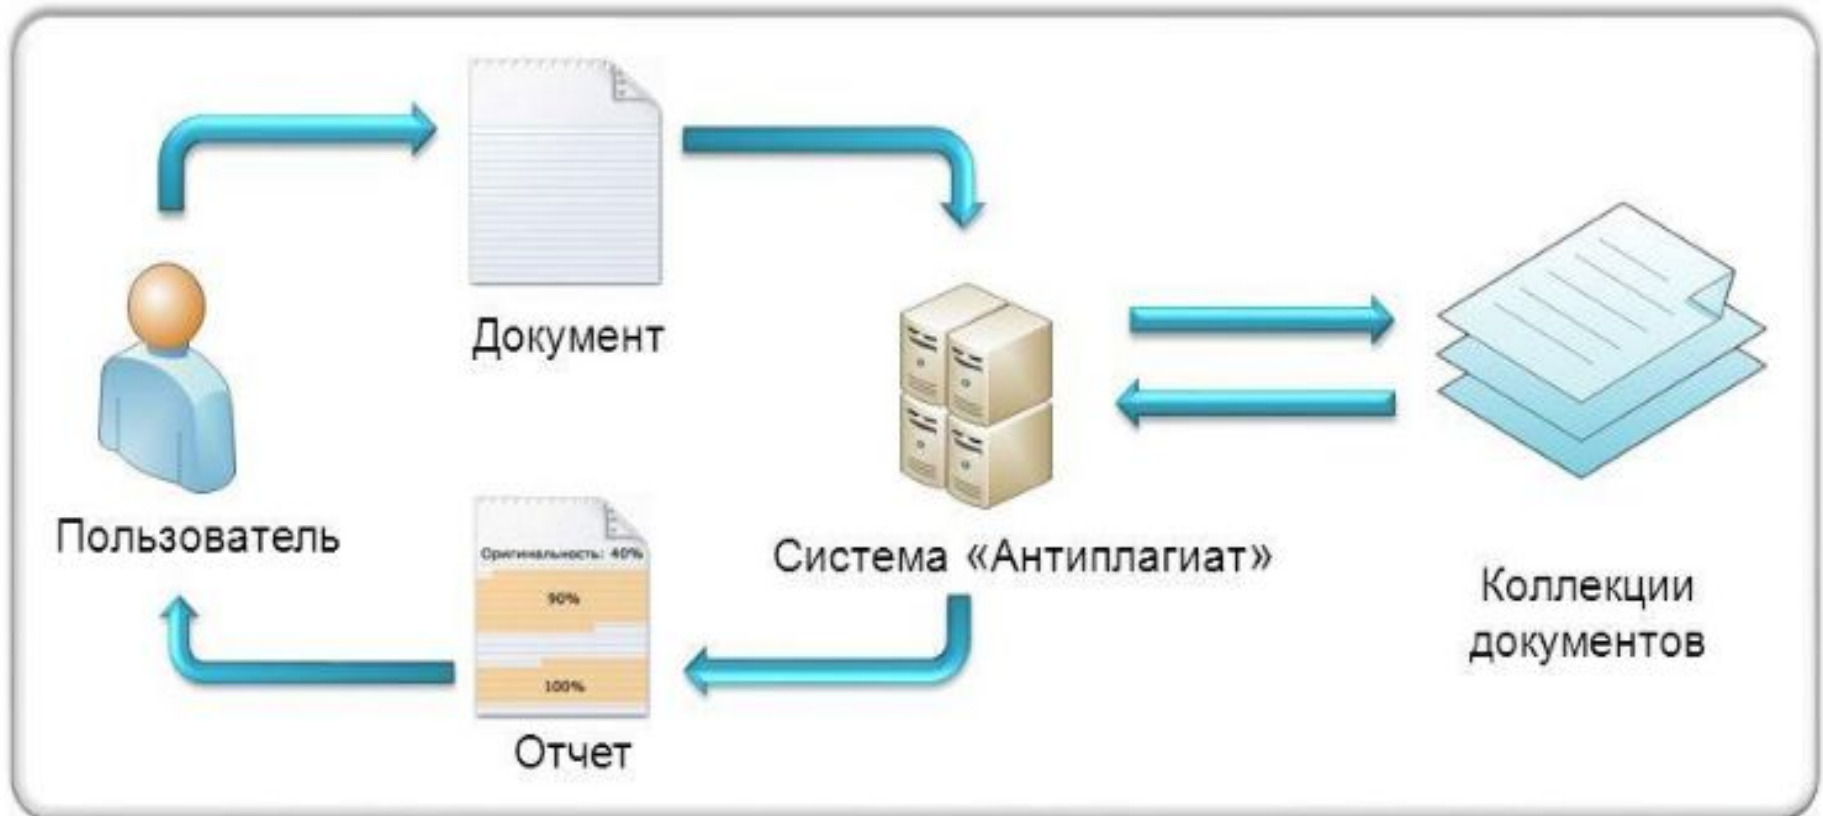 Документ
Пользователь
Оригинальность: 40%
90%
100%
Отчет
Система «Антиплагиат»
Коллекции
документов